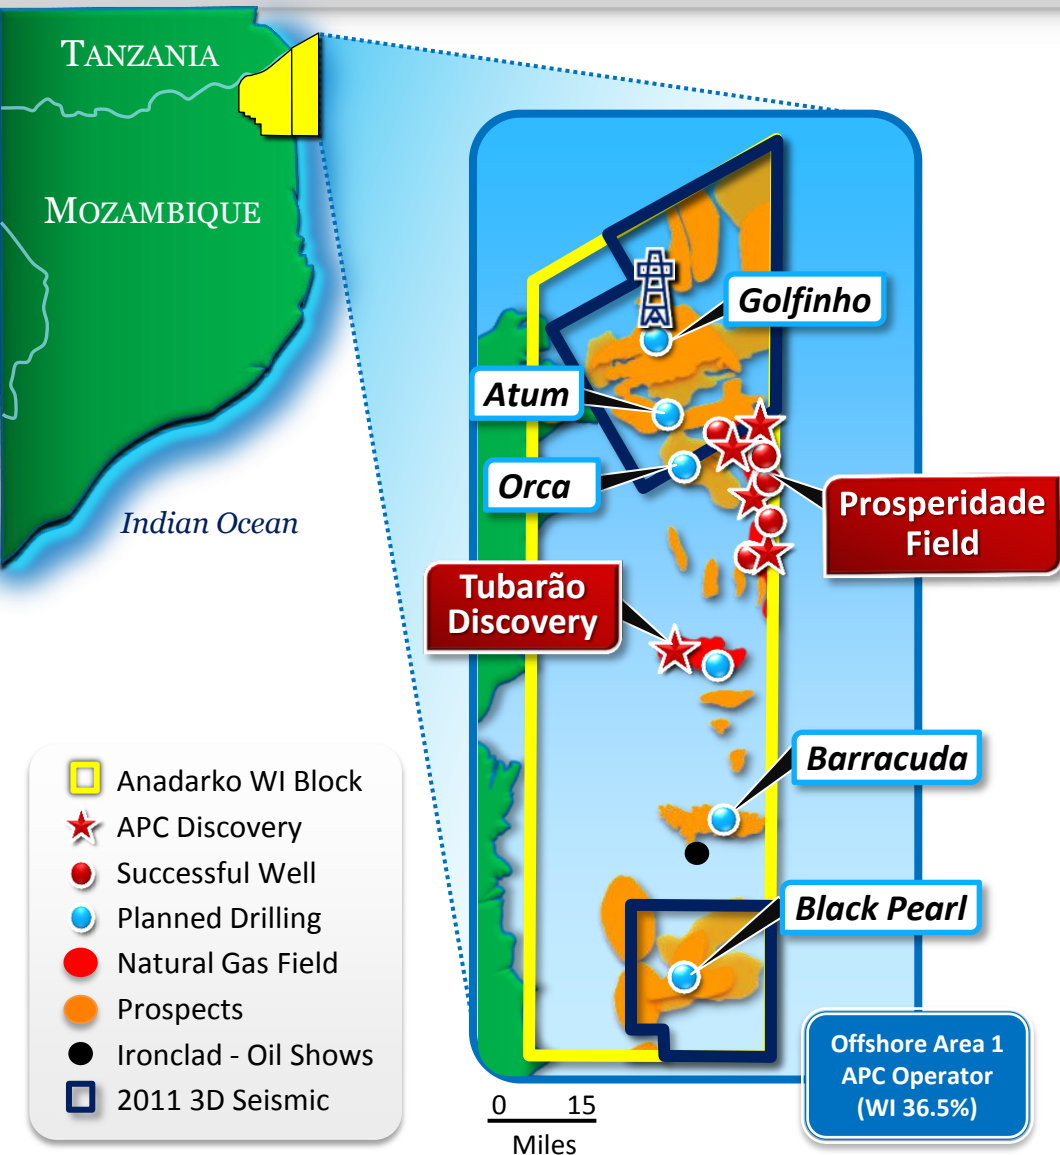 TANZANIA
MOZAMBIQUE
Indian Ocean
Golfinho
Atum
Orca
Prosperidade
Field
Tubarão
Discovery
Barracuda
Black Pearl
Anadarko WI Block
APC Discovery
Successful Well
Planned Drilling
Natural Gas Field
Prospects
Ironclad - Oil Shows
2011 3D Seismic
Offshore Area 1
APC Operator
(WI 36.5%)
0 15
Miles